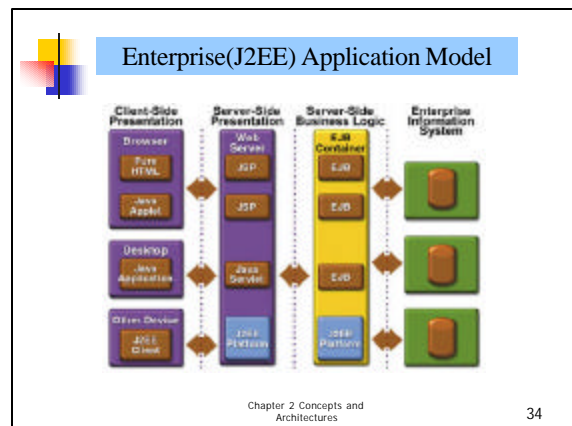 Enterprise(J2EE) Application Model
Client-Side
Presentation
Server-Side
Presentation
Server-Side
Business Logic
Enterprise
Information
System
Browser
Pure
HTML
Java
Applet
Desktop
Java
Application
Other Device
J2EE
Client
Web
Server
JSP
JSP
Java
Servlet
J2EE
Platform
EJB
Container
EJB
EJB
EJB
J2EE
Platform
Chapter 2 Concepts and
Architectures
34